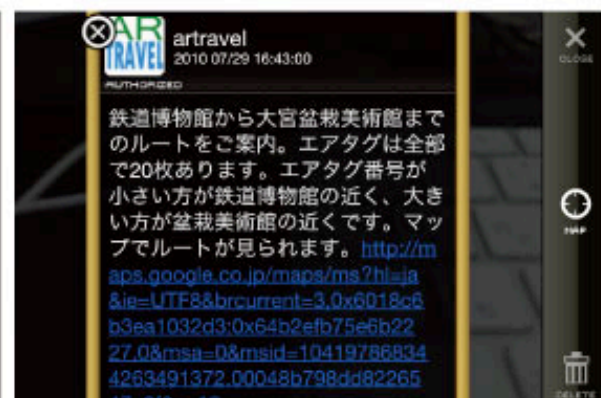 AR
TRAVEL
artravel
2010 07/29 16:43:00
AUTHORIZED
CLOSE
鉄道博物館から大宮盆栽美術館まで
のルートをご案内。エアタグは全部
で20枚あります。エアタグ番号が
小さい方が鉄道博物館の近く、大き
い方が盆栽美術館の近くです。マッ
プでルートが見られます。http://m
aps.google.co.jp/maps/ms?hl=ja
&ie=UTF8&brcurrent=3,0x6018c6
b3ea1032d3:0x64b2efb75e6b22
27,0&msa=0&msid=10419786834
4263491372.00048b798dd82265
MAP
DELETE